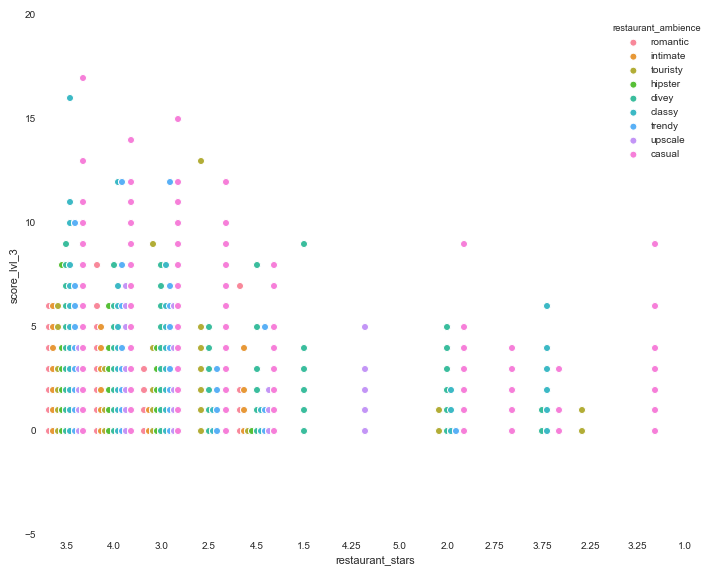 20
15
10
5
0
−5
score_lvl_3
restaurant_ambience
romantic
intimate
touristy
hipster
divey
classy
trendy
upscale
casual
3.5 4.0 3.0 2.5 4.5 1.5 4.25 5.0 2.0 2.75 3.75 2.25 3.25 1.0
restaurant_stars